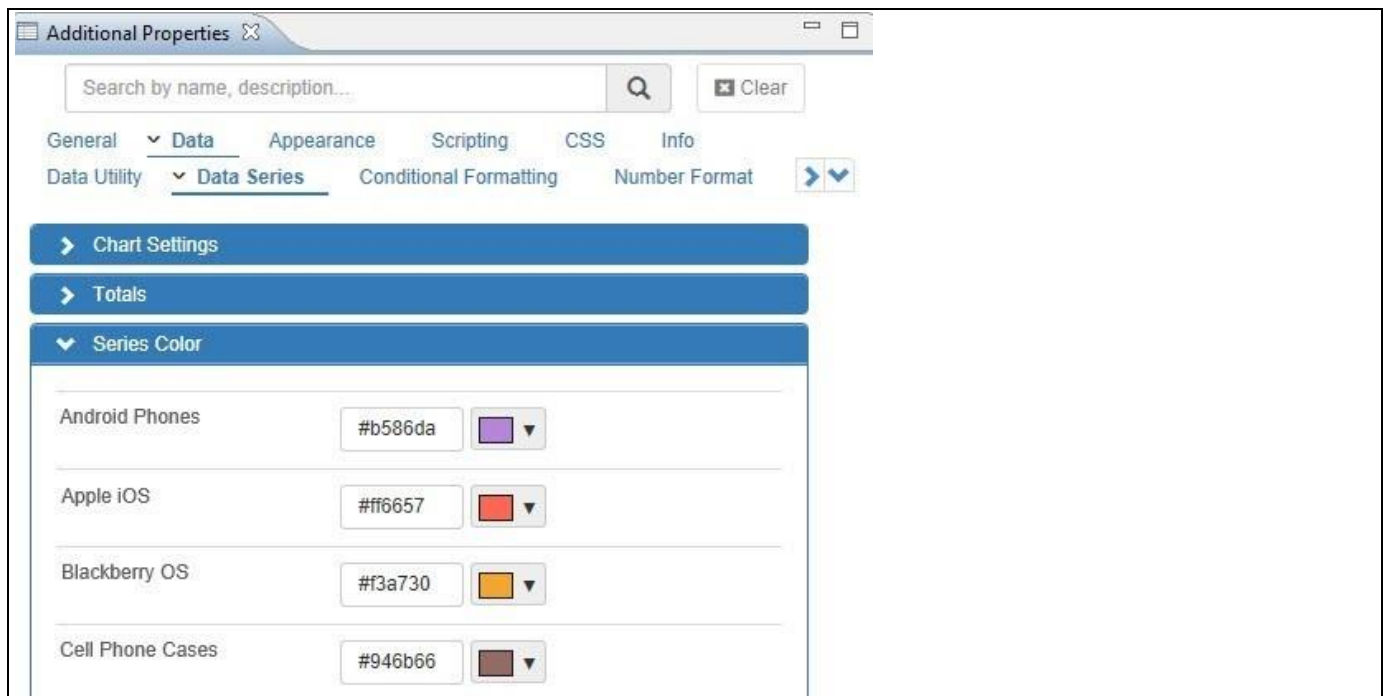 Additional Properties
Search by name, description...
Clear
General Data Appearance Scripting CSS Info
Data Utility Data Series Conditional Formatting Number Format
Chart Settings
Totals
Series Color
Android Phones #b586da
Apple iOS #ff6657
Blackberry OS #f3a730
Cell Phone Cases #946b66